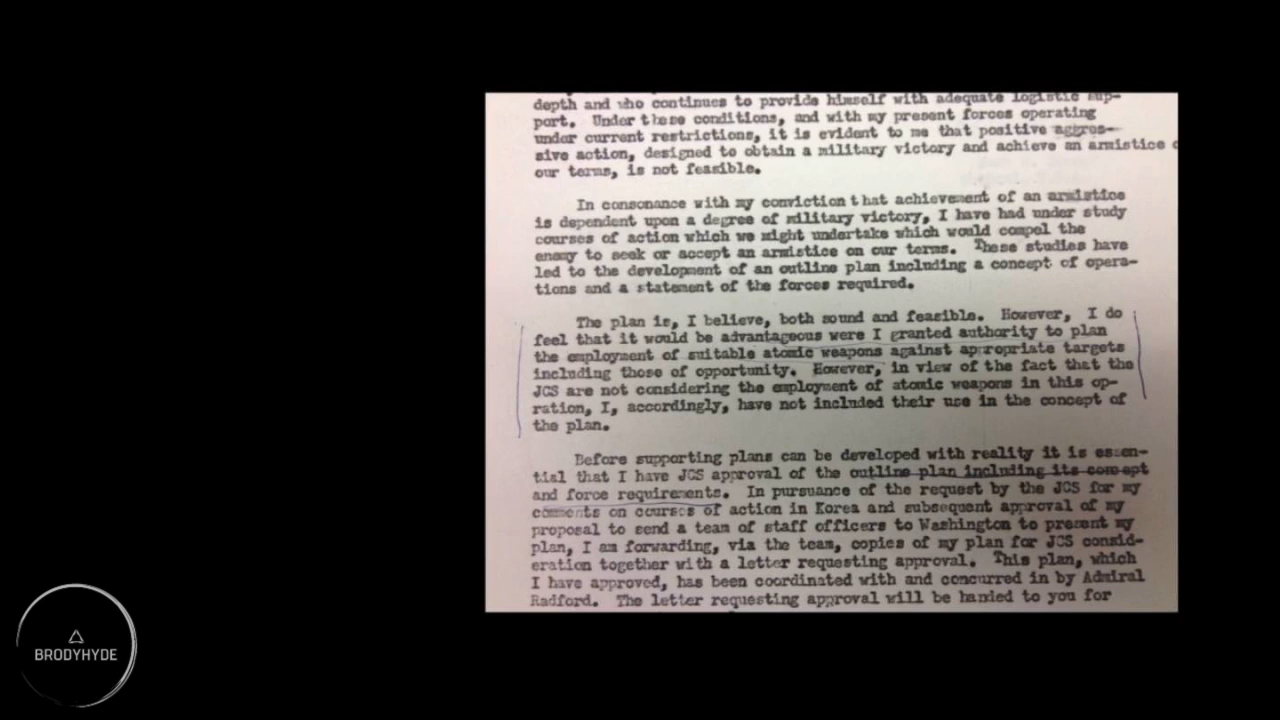 depth and who continues to provide himself with adequate logistic sup-
port. Under these conditions, and with my present forces operating
under current restrictions, it is evident to me that positive aggres-
sive action, designed to obtain a military victory and achieve an armistice
our terms, is not feasible.
In consonance with my conviction that achievement of an armistice
is dependent upon a degree of military victory, I have had under study
courses of action which we might undertake which would compel the
enemy to seek or accept an armistice on our terms. These studies have
led to the development of an outline plan including a concept of opera-
tions and a statement of the forces required.
The plan is, I believe, both sound and feasible. However, I do
feel that it would be advantageous were I granted authority to plan
the employment of suitable atomic weapons against appropriate targets
including those of opportunity. However, in view of the fact that the
JCS are not considering the employment of atomic weapons in this op-
ration, I, accordingly, have not included their use in the concept of
the plan.
Before supporting plans can be developed with reality it is essen-
tial that I have JCS approval of the outline plan including its concept
and force requirements. In pursuance of the request by the JCS for my
comments on courses of action in Korea and subsequent approval of my
proposal to send a team of staff officers to Washington to present my
plan, I am forwarding, via the team, copies of my plan for JCS consid-
eration together with a letter requesting approval. This plan, which
I have approved, has been coordinated with and concurred in by Admiral
Radford. The letter requesting approval will be handed to you for
BRODYHYDE